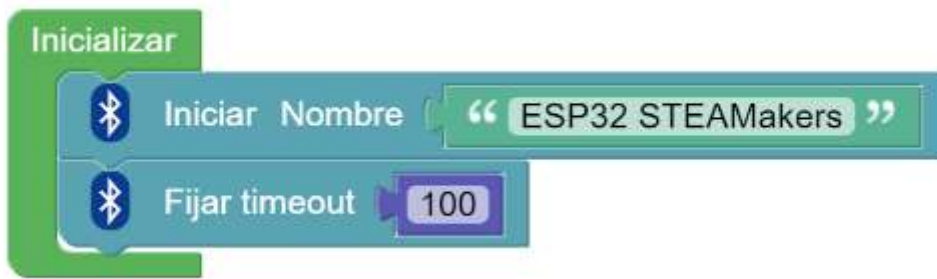 Inicializar
Iniciar Nombre “ ESP32 STEAMakers ”
Fijar timeout 100